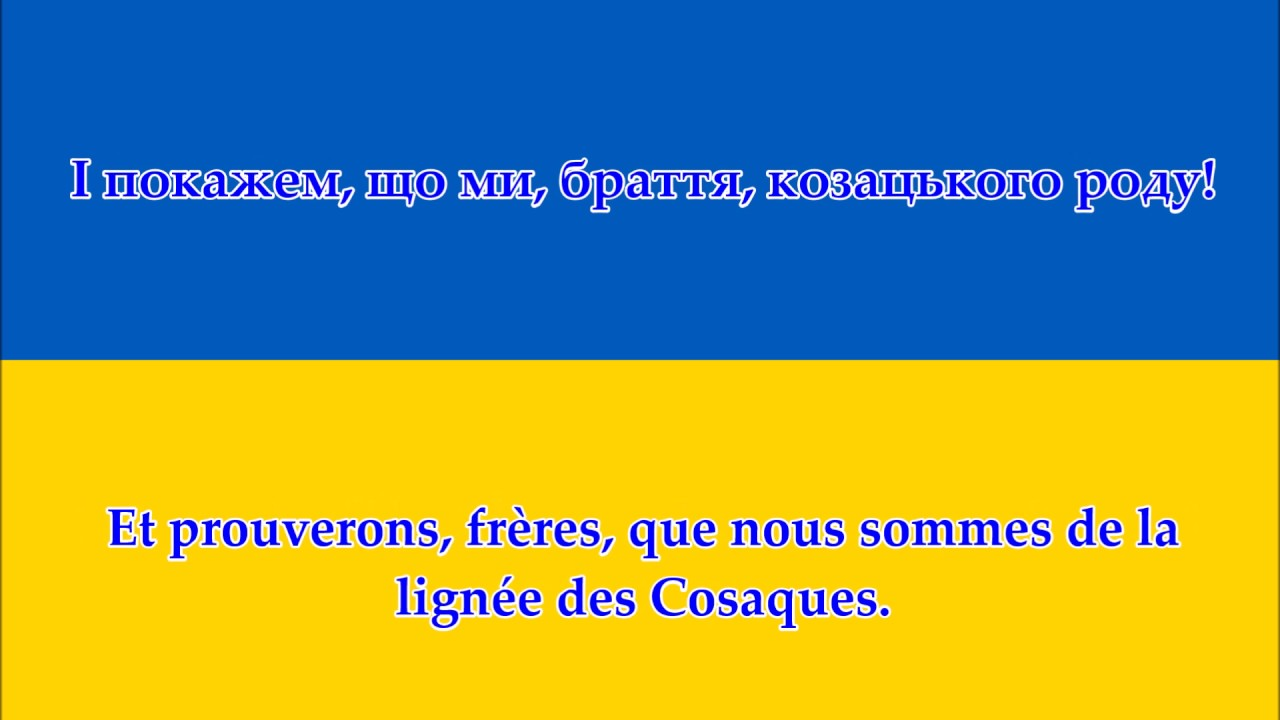 І покажем, що ми, браття, козацького роду!
Et prouverons, frères, que nous sommes de la
lignée des Cosaques.